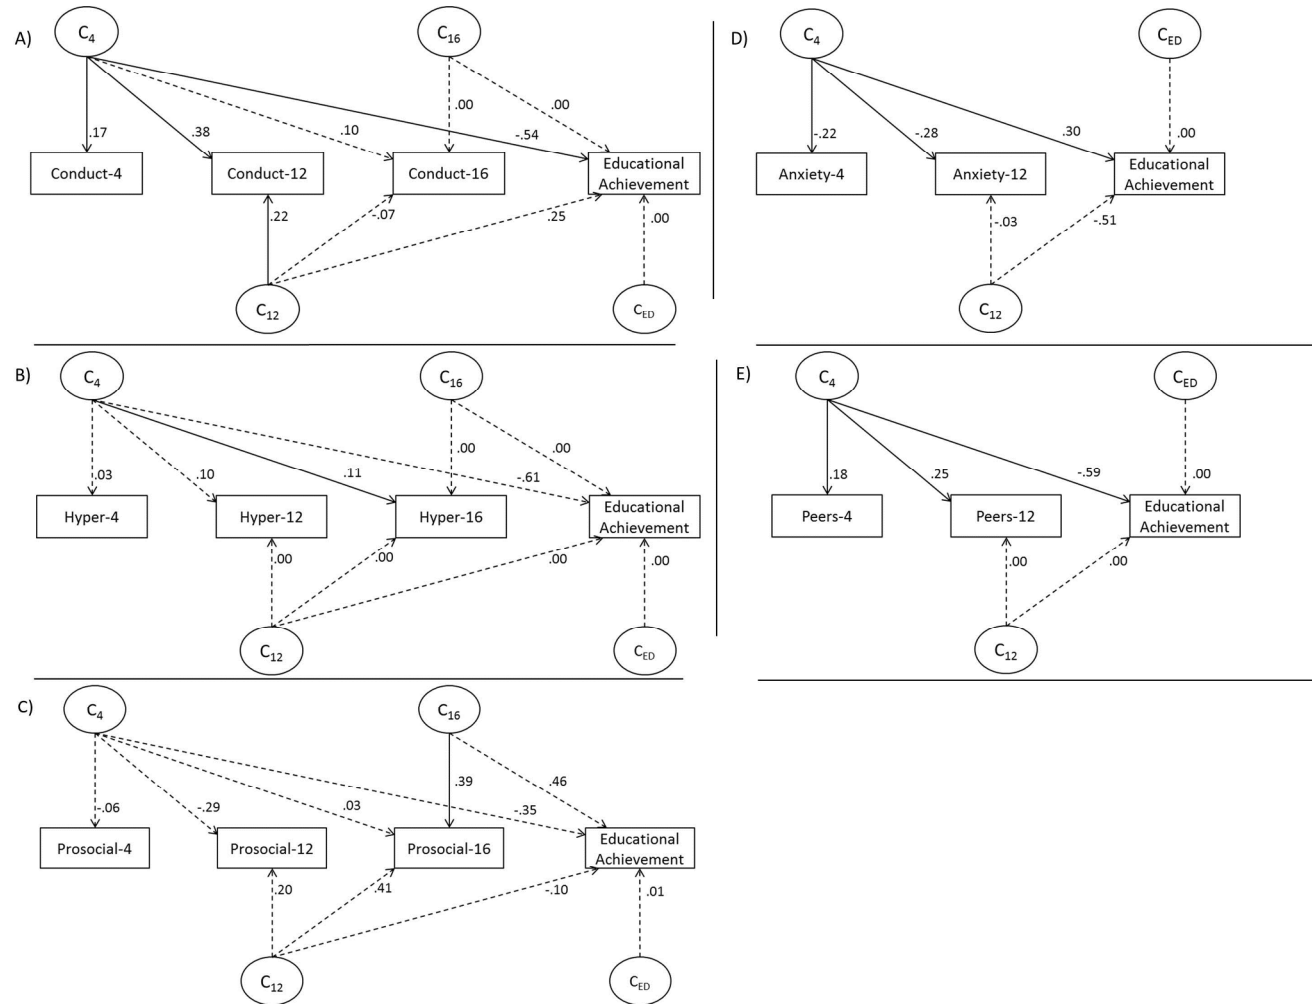 A)
C4
C16
.17
.38
.10
.00
-.54
.00
Conduct-4
Conduct-12
Conduct-16
Educational
Achievement
.22
-.07
.25
.00
C12
CED
B)
C4
C16
.03
.10
.11
.00
-.61
.00
Hyper-4
Hyper-12
Hyper-16
Educational
Achievement
.00
.00
.00
.00
C12
CED
C)
C4
C16
-.06
-.29
.03
.39
-.35
.46
Prosocial-4
Prosocial-12
Prosocial-16
Educational
Achievement
.20
.41
-.10
.01
C12
CED
D)
C4
CED
-.22
-.28
.30
.00
Anxiety-4
Anxiety-12
Educational
Achievement
-.03
-.51
C12
E)
C4
CED
.18
.25
-.59
.00
Peers-4
Peers-12
Educational
Achievement
.00
.00
C12